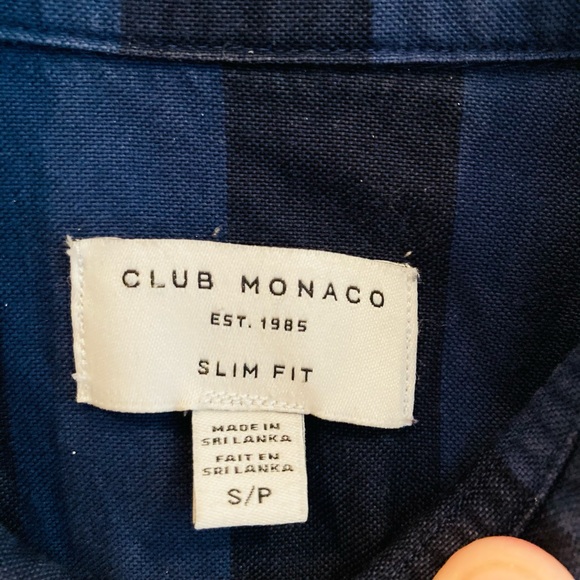 CLUB MONACO
EST. 1985
SLIM FIT
MADE IN
SRI LANKA
FAIT EN
SRI LANKA
S/P